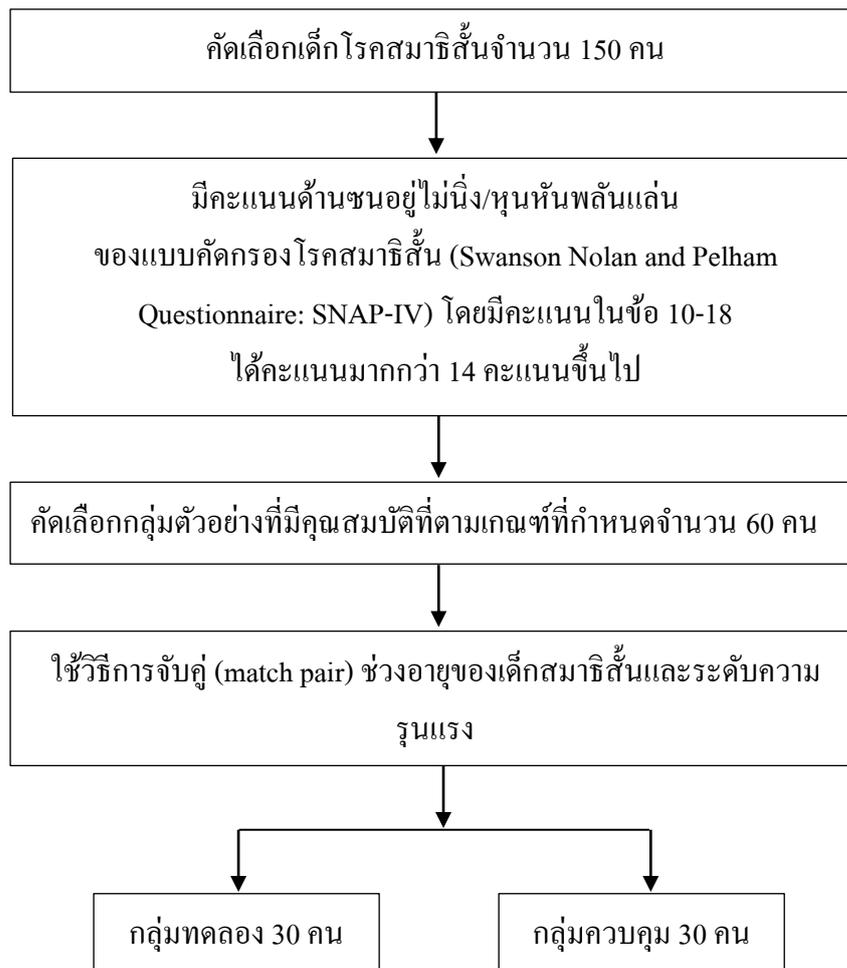 คัดเลือกเด็กโรคสมาธิสั้นจำนวน 150 คน
มีคะแนนด้านซนอยู่ไม่นิ่ง/หุนหันพลันแล่น
ของแบบคัดกรองโรคสมาธิสั้น (Swanson Nolan and Pelham
Questionnaire: SNAP-IV) โดยมีคะแนนในข้อ 10-18
ได้คะแนนมากกว่า 14 คะแนนขึ้นไป
คัดเลือกกลุ่มตัวอย่างที่มีคุณสมบัติที่ตามเกณฑ์ที่กำหนดจำนวน 60 คน
ใช้วิธีการจับคู่ (match pair) ช่วงอายุของเด็กสมาธิสั้นและระดับความ
รุนแรง
กลุ่มทดลอง 30 คน
กลุ่มควบคุม 30 คน